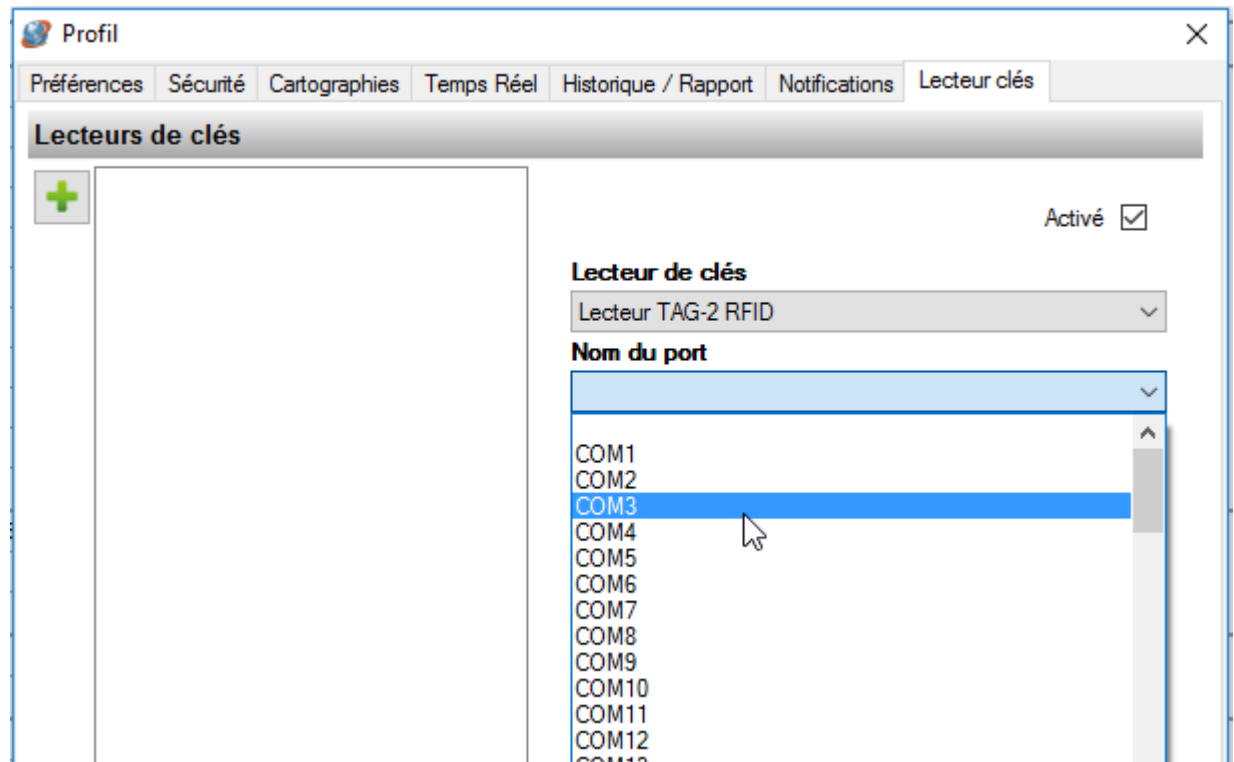 Profil
Préférences Sécurité Cartographies Temps Réel Historique / Rapport Notifications Lecteur clés
Lecteurs de clés
Activé
Lecteur de clés
Lecteur TAG-2 RFID
Nom du port
COM1
COM2
COM3
COM4
COM5
COM6
COM7
COM8
COM9
COM10
COM11
COM12